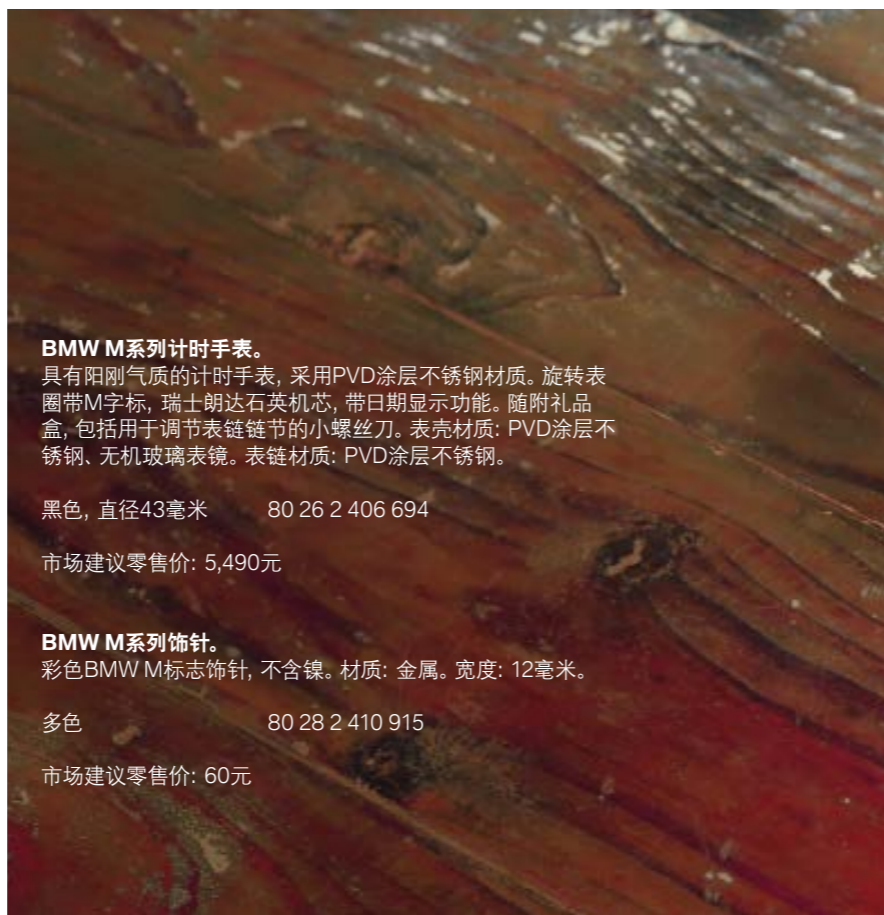 BMW M系列计时手表。
具有阳刚气质的计时手表, 采用PVD涂层不锈钢材质。旋转表
圈带M字标, 瑞士朗达石英机芯, 带日期显示功能。随附礼品
盒, 包括用于调节表链链节的小螺丝刀。表壳材质: PVD涂层不
锈钢、无机玻璃表镜。表链材质: PVD涂层不锈钢。
黑色, 直径43毫米 80 26 2 406 694
市场建议零售价: 5,490元
BMW M系列饰针。
彩色BMW M标志饰针, 不含镍。材质: 金属。宽度: 12毫米。
多色 80 28 2 410 915
市场建议零售价: 60元